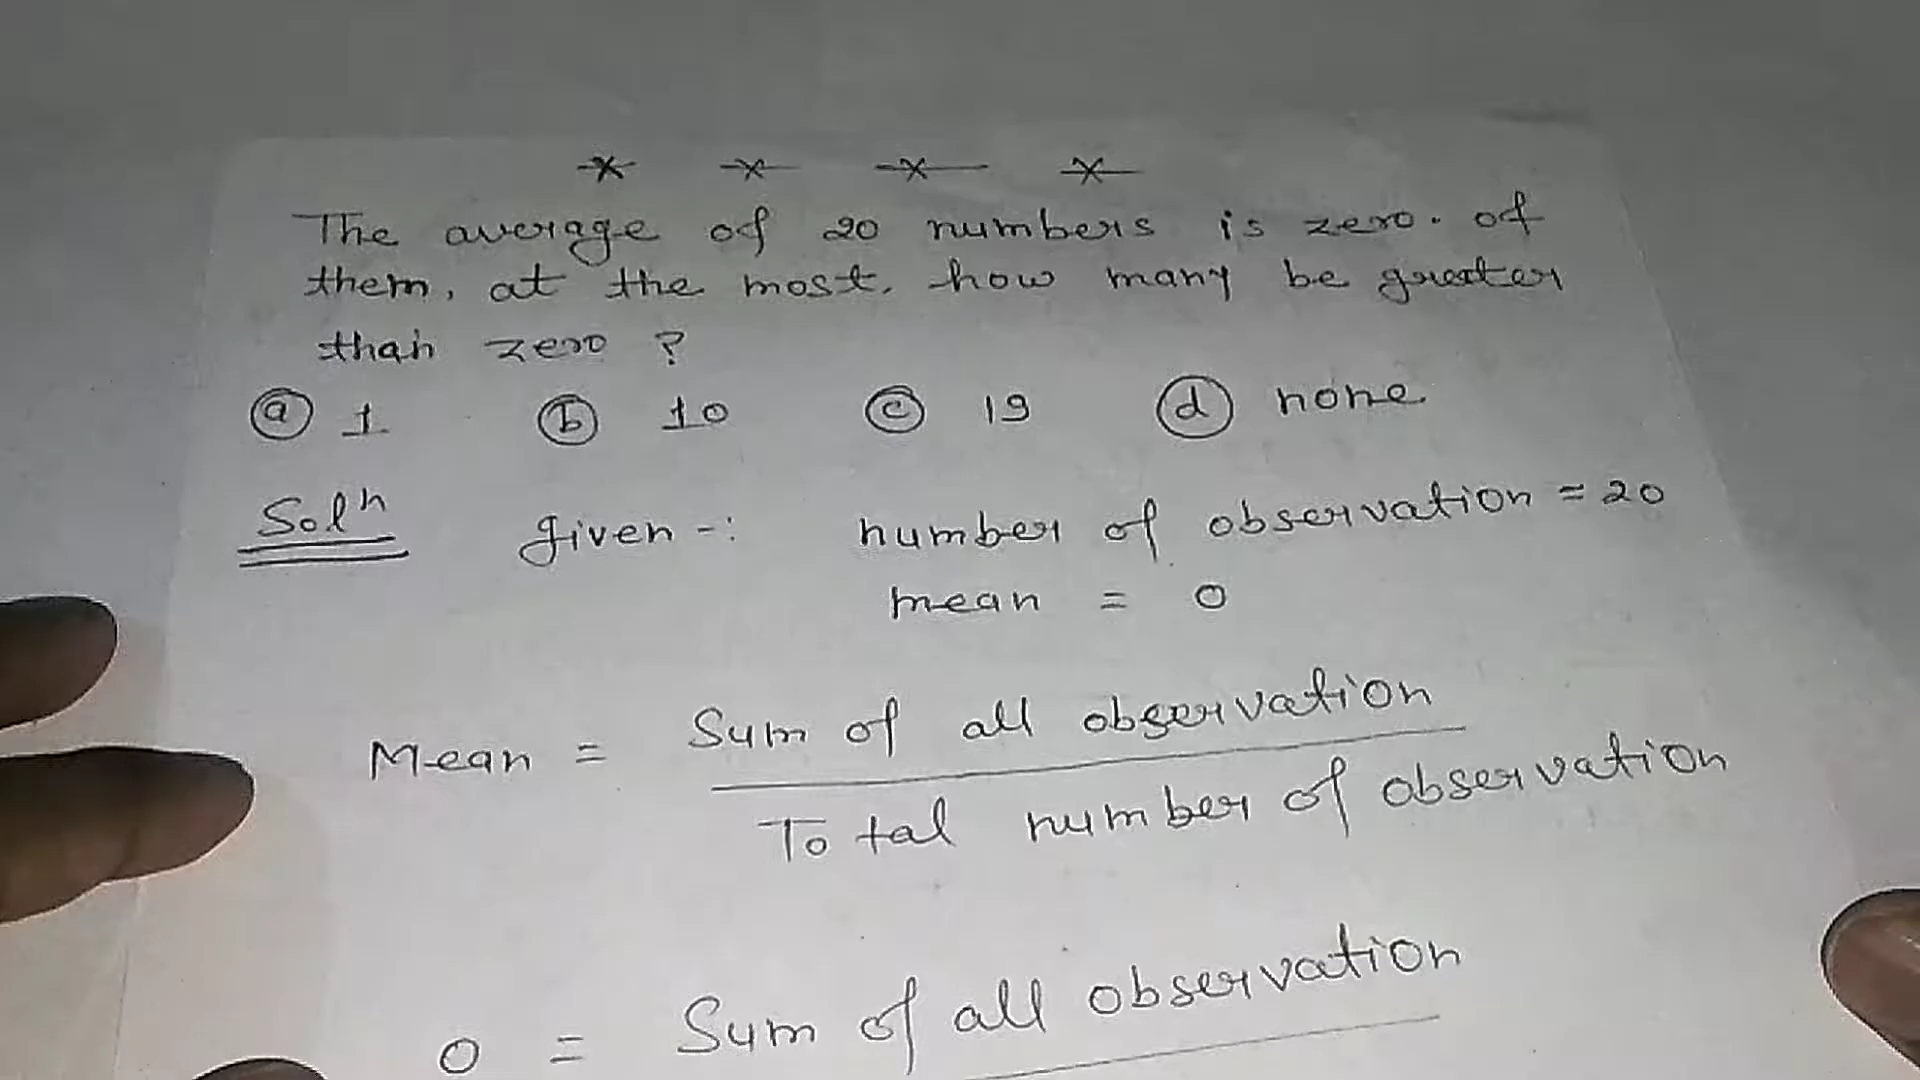 The average of 20 numbers is zero. of
them, at the most, how many be greater
than zero ?
(a) 1 (b) 10 (c) 19 (d) none
Solⁿ given -: number of observation = 20
mean = 0
Mean = Sum of all observation
Total number of observation
0 = Sum of all observation